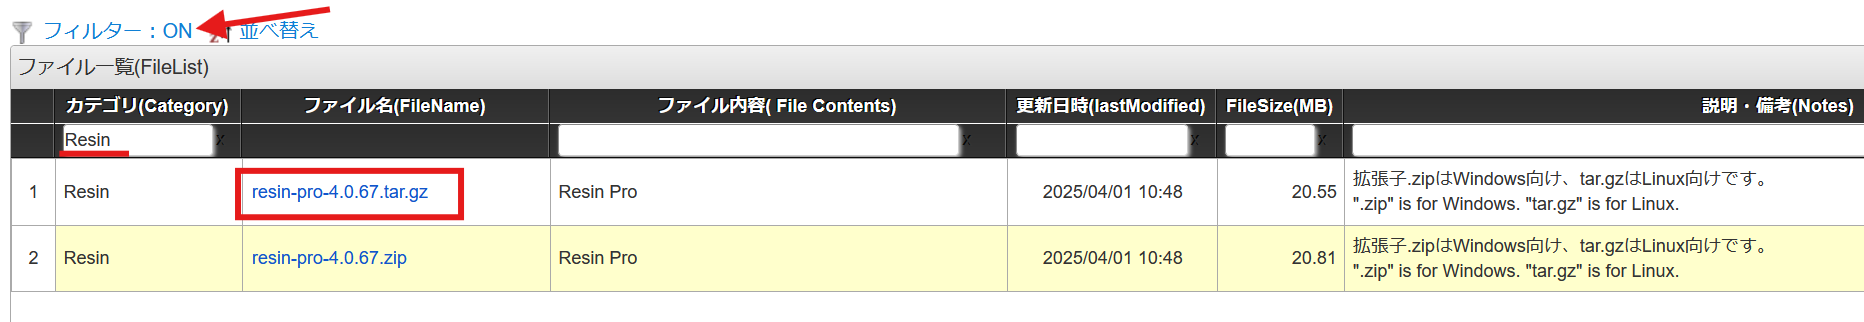 フィルター：ON 並べ替え
ファイル一覧(FileList)
カテゴリ(Category) ファイル名(FileName) ファイル内容( File Contents) 更新日時(lastModified) FileSize(MB) 説明・備考(Notes)
Resin x x x x
1 Resin resin-pro-4.0.67.tar.gz Resin Pro 2025/04/01 10:48 20.55 拡張子.zipはWindows向け、tar.gzはLinux向けです。
".zip" is for Windows. "tar.gz" is for Linux.
2 Resin resin-pro-4.0.67.zip Resin Pro 2025/04/01 10:48 20.81 拡張子.zipはWindows向け、tar.gzはLinux向けです。
".zip" is for Windows. "tar.gz" is for Linux.